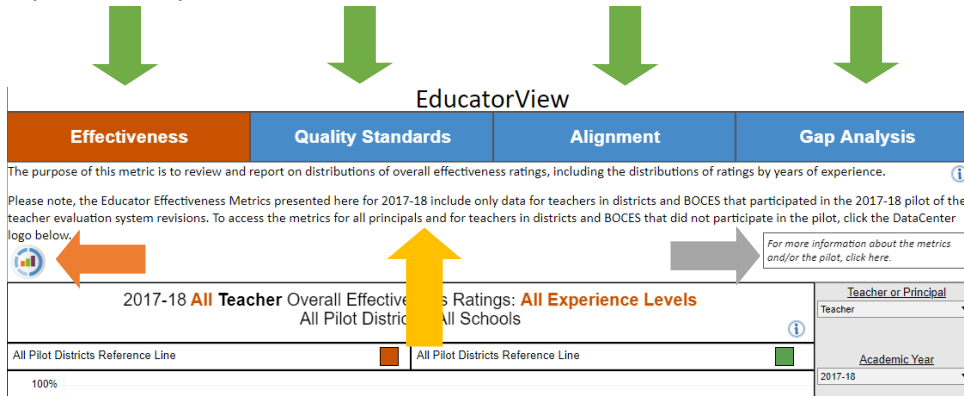 EducatorView
Effectiveness
Quality Standards
Alignment
Gap Analysis
The purpose of this metric is to review and report on distributions of overall effectiveness ratings, including the distributions of ratings by years of experience.
Please note, the Educator Effectiveness Metrics presented here for 2017-18 include only data for teachers in districts and BOCES that participated in the 2017-18 pilot of the
teacher evaluation system revisions. To access the metrics for all principals and for teachers in districts and BOCES that did not participate in the pilot, click the DataCenter
logo below.
For more information about the metrics
and/or the pilot, click here.
2017-18 All Teacher Overall Ratings: All Experience Levels
All Pilot All Schools
Teacher or Principal
Teacher
All Pilot Districts Reference Line
All Pilot Districts Reference Line
Academic Year
2017-18
100%